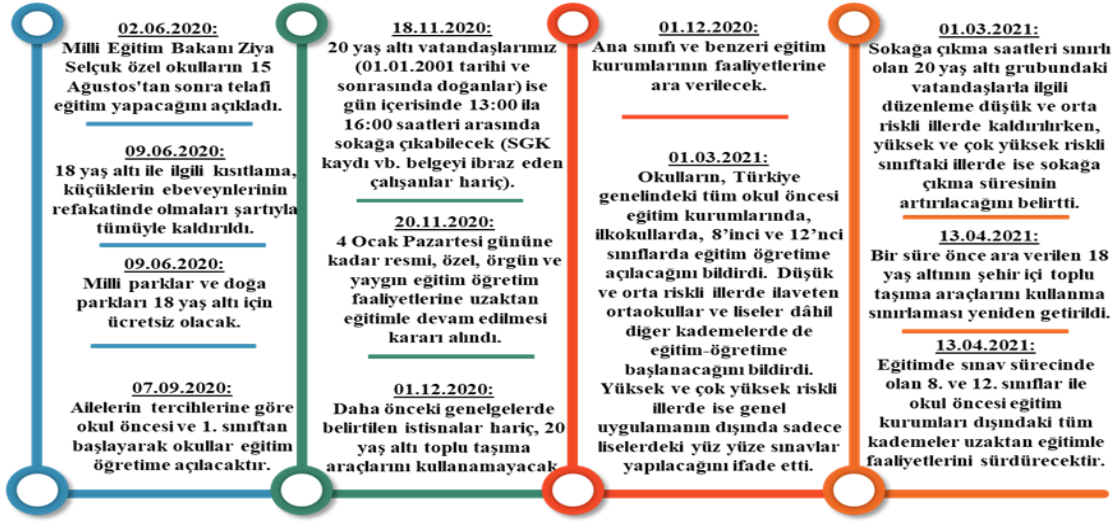 02.06.2020:
Milli Eğitim Bakanı Ziya
Selçuk özel okulların 15
Ağustos'tan sonra telafi
eğitim yapacağını açıkladı.
09.06.2020:
18 yaş altı ile ilgili kısıtlama,
küçüklerin ebeveynlerinin
refakatinde olmaları şartıyla
tümüyle kaldırıldı.
09.06.2020:
Milli parklar ve doğa
parkları 18 yaş altı için
ücretsiz olacak.
07.09.2020:
Ailelerin tercihlerine göre
okul öncesi ve 1. sınıftan
başlayarak okullar eğitim
öğretime açılacaktır.
18.11.2020:
20 yaş altı vatandaşlarımız
(01.01.2001 tarihi ve
sonrasında doğanlar) ise
gün içerisinde 13:00 ila
16:00 saatleri arasında
sokağa çıkabilecek (SGK
kaydı vb. belgeyi ibraz eden
çalışanlar hariç).
20.11.2020:
4 Ocak Pazartesi gününe
kadar resmi, özel, örgün ve
yaygın eğitim öğretim
faaliyetlerine uzaktan
eğitimle devam edilmesi
kararı alındı.
01.12.2020:
Daha önceki genelgelerde
belirtilen istisnalar hariç, 20
yaş altı toplu taşıma
araçlarını kullanamayacak
01.12.2020:
Ana sınıfı ve benzeri eğitim
kurumlarının faaliyetlerine
ara verilecek.
01.03.2021:
Okulların, Türkiye
genelindeki tüm okul öncesi
eğitim kurumlarında,
ilkokullarda, 8’inci ve 12’nci
sınıflarda eğitim öğretime
açılacağını bildirdi. Düşük
ve orta riskli illerde ilaveten
ortaokullar ve liseler dâhil
diğer kademelerde de
eğitim-öğretime
başlanacağını bildirdi.
Yüksek ve çok yüksek riskli
illerde ise genel
uygulamanın dışında sadece
liselerdeki yüz yüze sınavlar
yapılacağını ifade etti.
01.03.2021:
Sokağa çıkma saatleri sınırlı
olan 20 yaş altı grubundaki
vatandaşlarla ilgili
düzenleme düşük ve orta
riskli illerde kaldırılırken,
yüksek ve çok yüksek riskli
sınıftaki illerde ise sokağa
çıkma süresinin
artırılacağını belirtti.
13.04.2021:
Bir süre önce ara verilen 18
yaş altının şehir içi toplu
taşıma araçlarını kullanma
sınırlaması yeniden getirildi.
13.04.2021:
Eğitimde sınav sürecinde
olan 8. ve 12. sınıflar ile
okul öncesi eğitim
kurumları dışındaki tüm
kademeler uzaktan eğitimle
faaliyetlerini sürdürecektir.